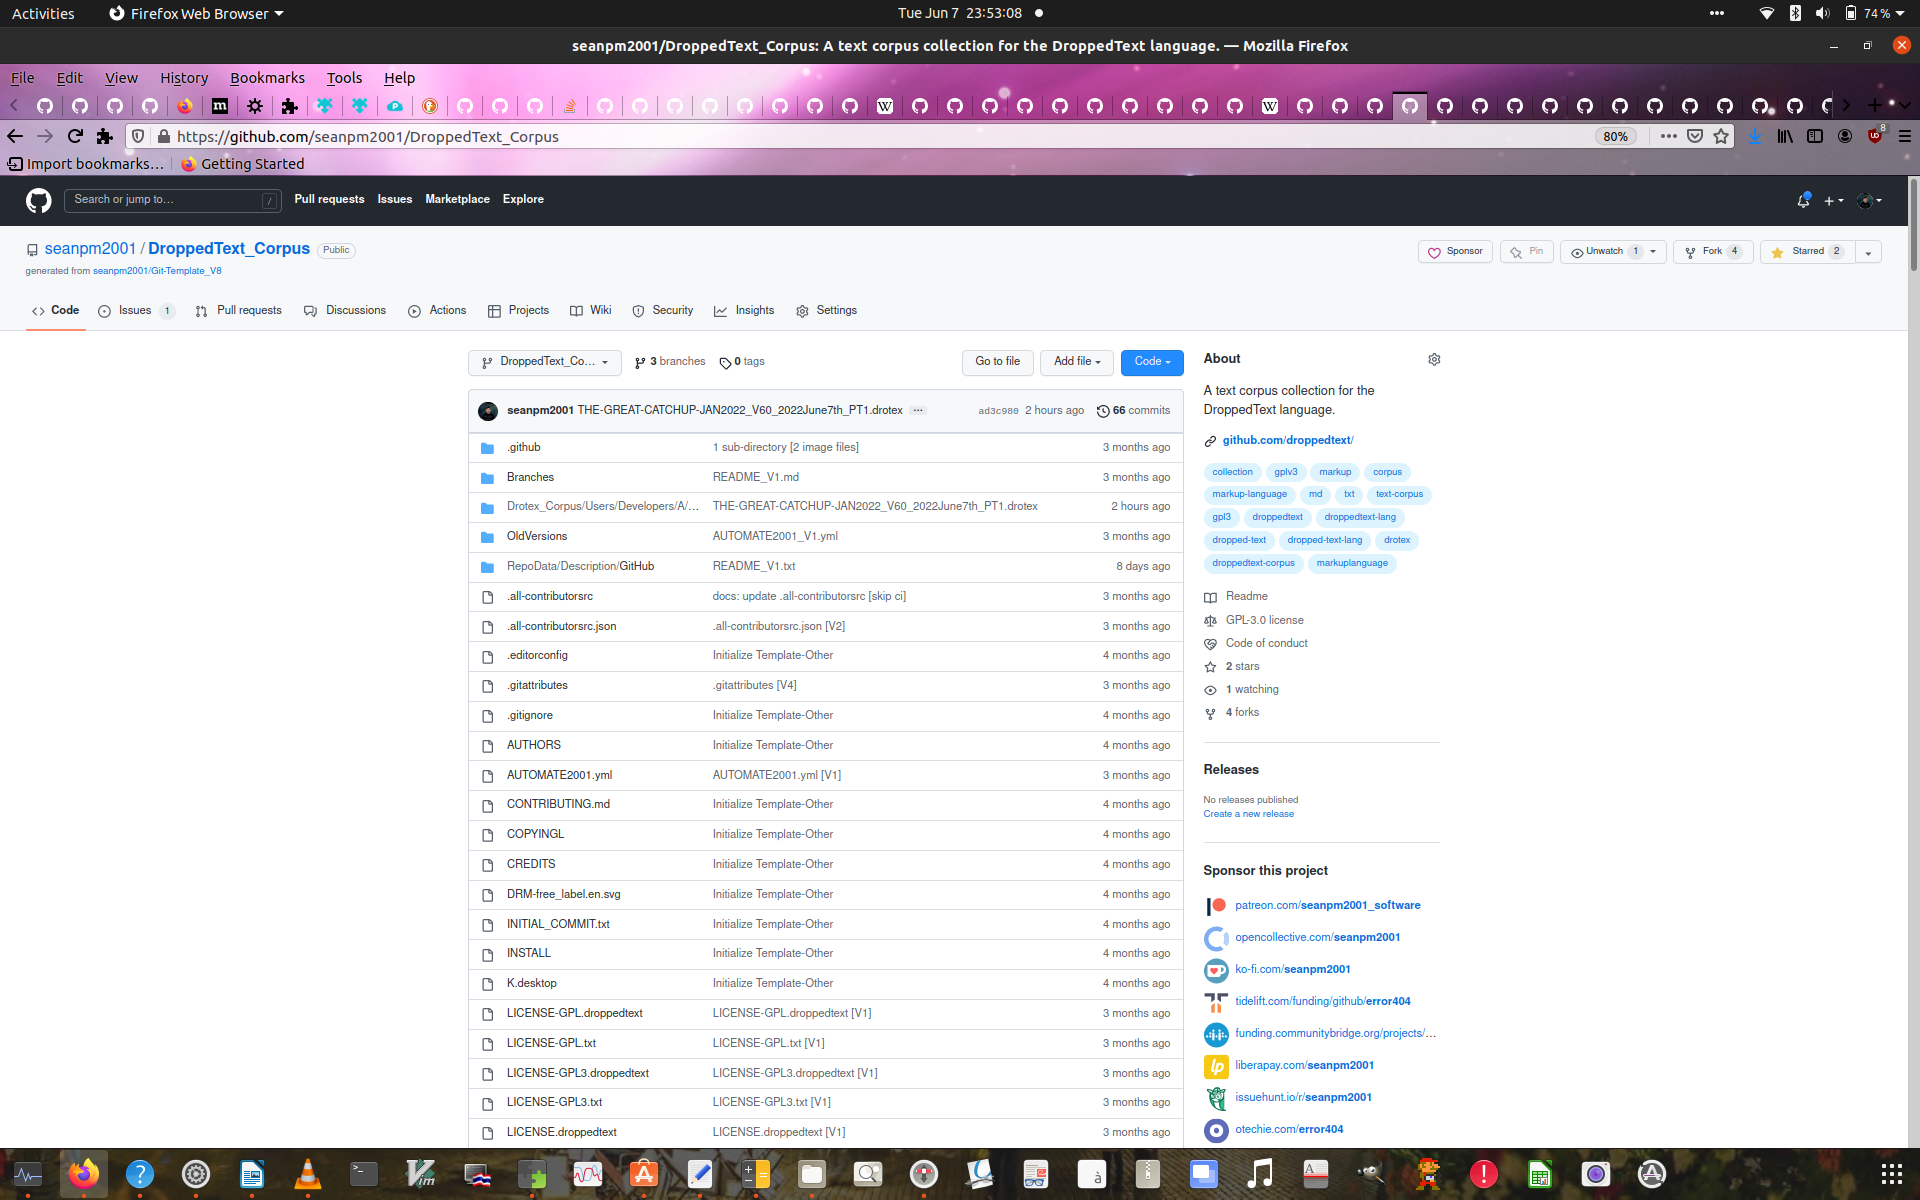 Activities Firefox Web Browser Tue Jun 7 23:53:08 74 %
seanpm2001/DroppedText_Corpus: A text corpus collection for the DroppedText language. — Mozilla Firefox
File Edit View History Bookmarks Tools Help
https://github.com/seanpm2001/DroppedText_Corpus 80% 8
Import bookmarks... Getting Started
Search or jump to... / Pull requests Issues Marketplace Explore
seanpm2001 / DroppedText_Corpus Public Sponsor Pin Unwatch 1 Fork 4 Starred 2
generated from seanpm2001/Git-Template_V8
Code Issues 1 Pull requests Discussions Actions Projects Wiki Security Insights Settings
DroppedText_Co... 3 branches 0 tags Go to file Add file Code
seanpm2001 THE-GREAT-CATCHUP-JAN2022_V60_2022June7th_PT1.drotex ... ad3c980 2 hours ago 66 commits
.github 1 sub-directory [2 image files] 3 months ago
Branches README_V1.md 3 months ago
Drotex_Corpus/Users/Developers/A/... THE-GREAT-CATCHUP-JAN2022_V60_2022June7th_PT1.drotex 2 hours ago
OldVersions AUTOMATE2001_V1.yml 3 months ago
RepoData/Description/GitHub README_V1.txt 8 days ago
.all-contributorsrc docs: update .all-contributorsrc [skip ci] 3 months ago
.all-contributorsrc.json .all-contributorsrc.json [V2] 3 months ago
.editorconfig Initialize Template-Other 4 months ago
.gitattributes .gitattributes [V4] 3 months ago
.gitignore Initialize Template-Other 4 months ago
AUTHORS Initialize Template-Other 4 months ago
AUTOMATE2001.yml AUTOMATE2001.yml [V1] 3 months ago
CONTRIBUTING.md Initialize Template-Other 4 months ago
COPYINGL Initialize Template-Other 4 months ago
CREDITS Initialize Template-Other 4 months ago
DRM-free_label.en.svg Initialize Template-Other 4 months ago
INITIAL_COMMIT.txt Initialize Template-Other 4 months ago
INSTALL Initialize Template-Other 4 months ago
K.desktop Initialize Template-Other 4 months ago
LICENSE-GPL.droppedtext LICENSE-GPL.droppedtext [V1] 3 months ago
LICENSE-GPL.txt LICENSE-GPL.txt [V1] 3 months ago
LICENSE-GPL3.droppedtext LICENSE-GPL3.droppedtext [V1] 3 months ago
LICENSE-GPL3.txt LICENSE-GPL3.txt [V1] 3 months ago
LICENSE.droppedtext LICENSE.droppedtext [V1] 3 months ago
About
A text corpus collection for the
DroppedText language.
github.com/droppedtext/
collection gplv3 markup corpus
markup-language md txt text-corpus
gpl3 droppedtext droppedtext-lang
dropped-text dropped-text-lang drotex
droppedtext-corpus markuplanguage
Readme
GPL-3.0 license
Code of conduct
2 stars
1 watching
4 forks
Releases
No releases published
Create a new release
Sponsor this project
patreon.com/seanpm2001_software
opencollective.com/seanpm2001
ko-fi.com/seanpm2001
tidelift.com/funding/github/error404
funding.communitybridge.org/projects/...
liberapay.com/seanpm2001
issuehunt.io/r/seanpm2001
otechie.com/error404